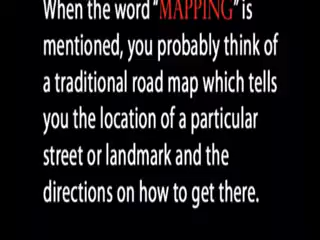 When the word “MAPPING” is
mentioned, you probably think of
a traditional road map which tells
you the location of a particular
street or landmark and the
directions on how to get there.